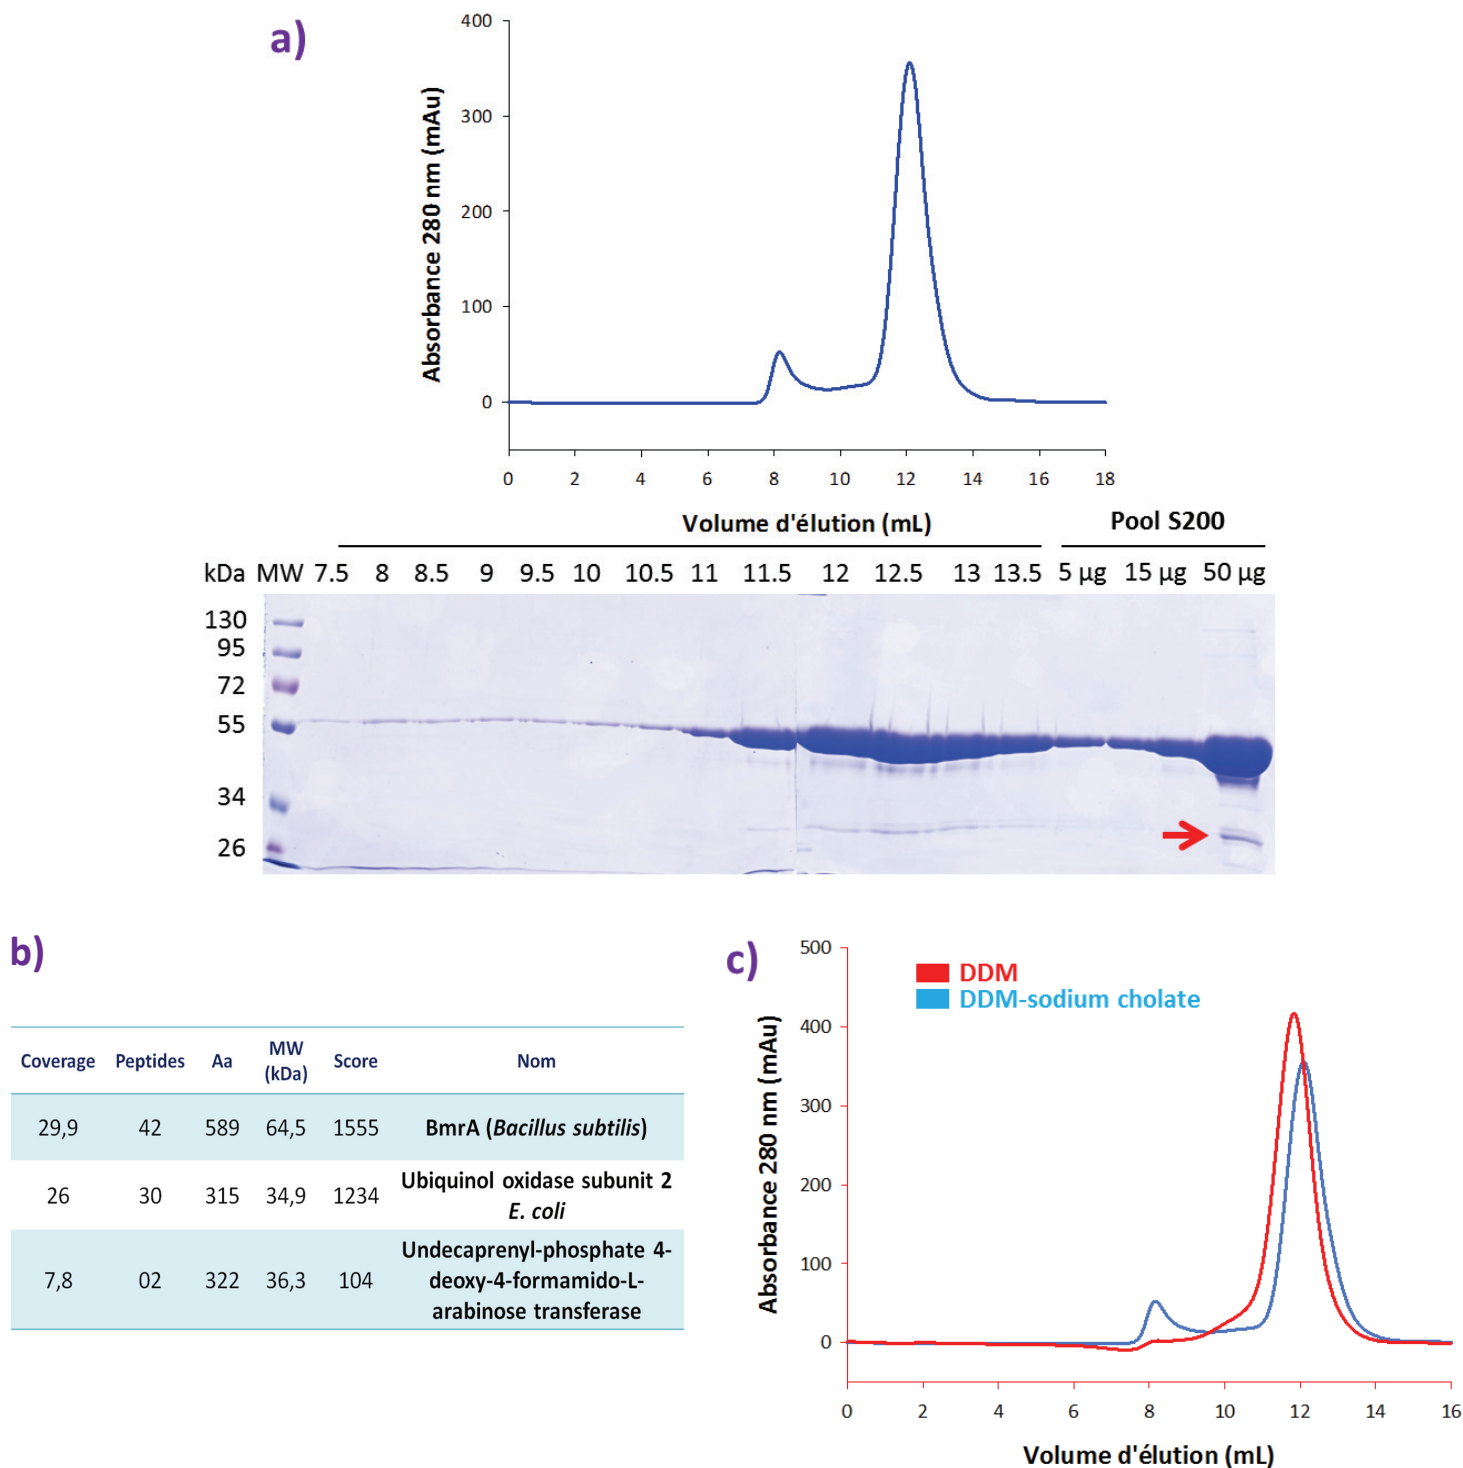 a)
400
300
200
100
0
Absorbance 280 nm (mAu)
0 2 4 6 8 10 12 14 16 18
Volume d'élution (mL)
Pool S200
kDa MW 7.5 8 8.5 9 9.5 10 10.5 11 11.5 12 12.5 13 13.5 5 µg 15 µg 50 µg
130
95
72
55
34
26
b)
Coverage Peptides Aa MW (kDa) Score Nom
29,9 42 589 64,5 1555 BmrA (Bacillus subtilis)
26 30 315 34,9 1234 Ubiquinol oxidase subunit 2
E. coli
7,8 02 322 36,3 104 Undecaprenyl-phosphate 4-
deoxy-4-formamido-L-
arabinose transferase
c)
DDM
DDM-sodium cholate
500
400
300
200
100
0
Absorbance 280 nm (mAu)
0 2 4 6 8 10 12 14 16
Volume d'élution (mL)